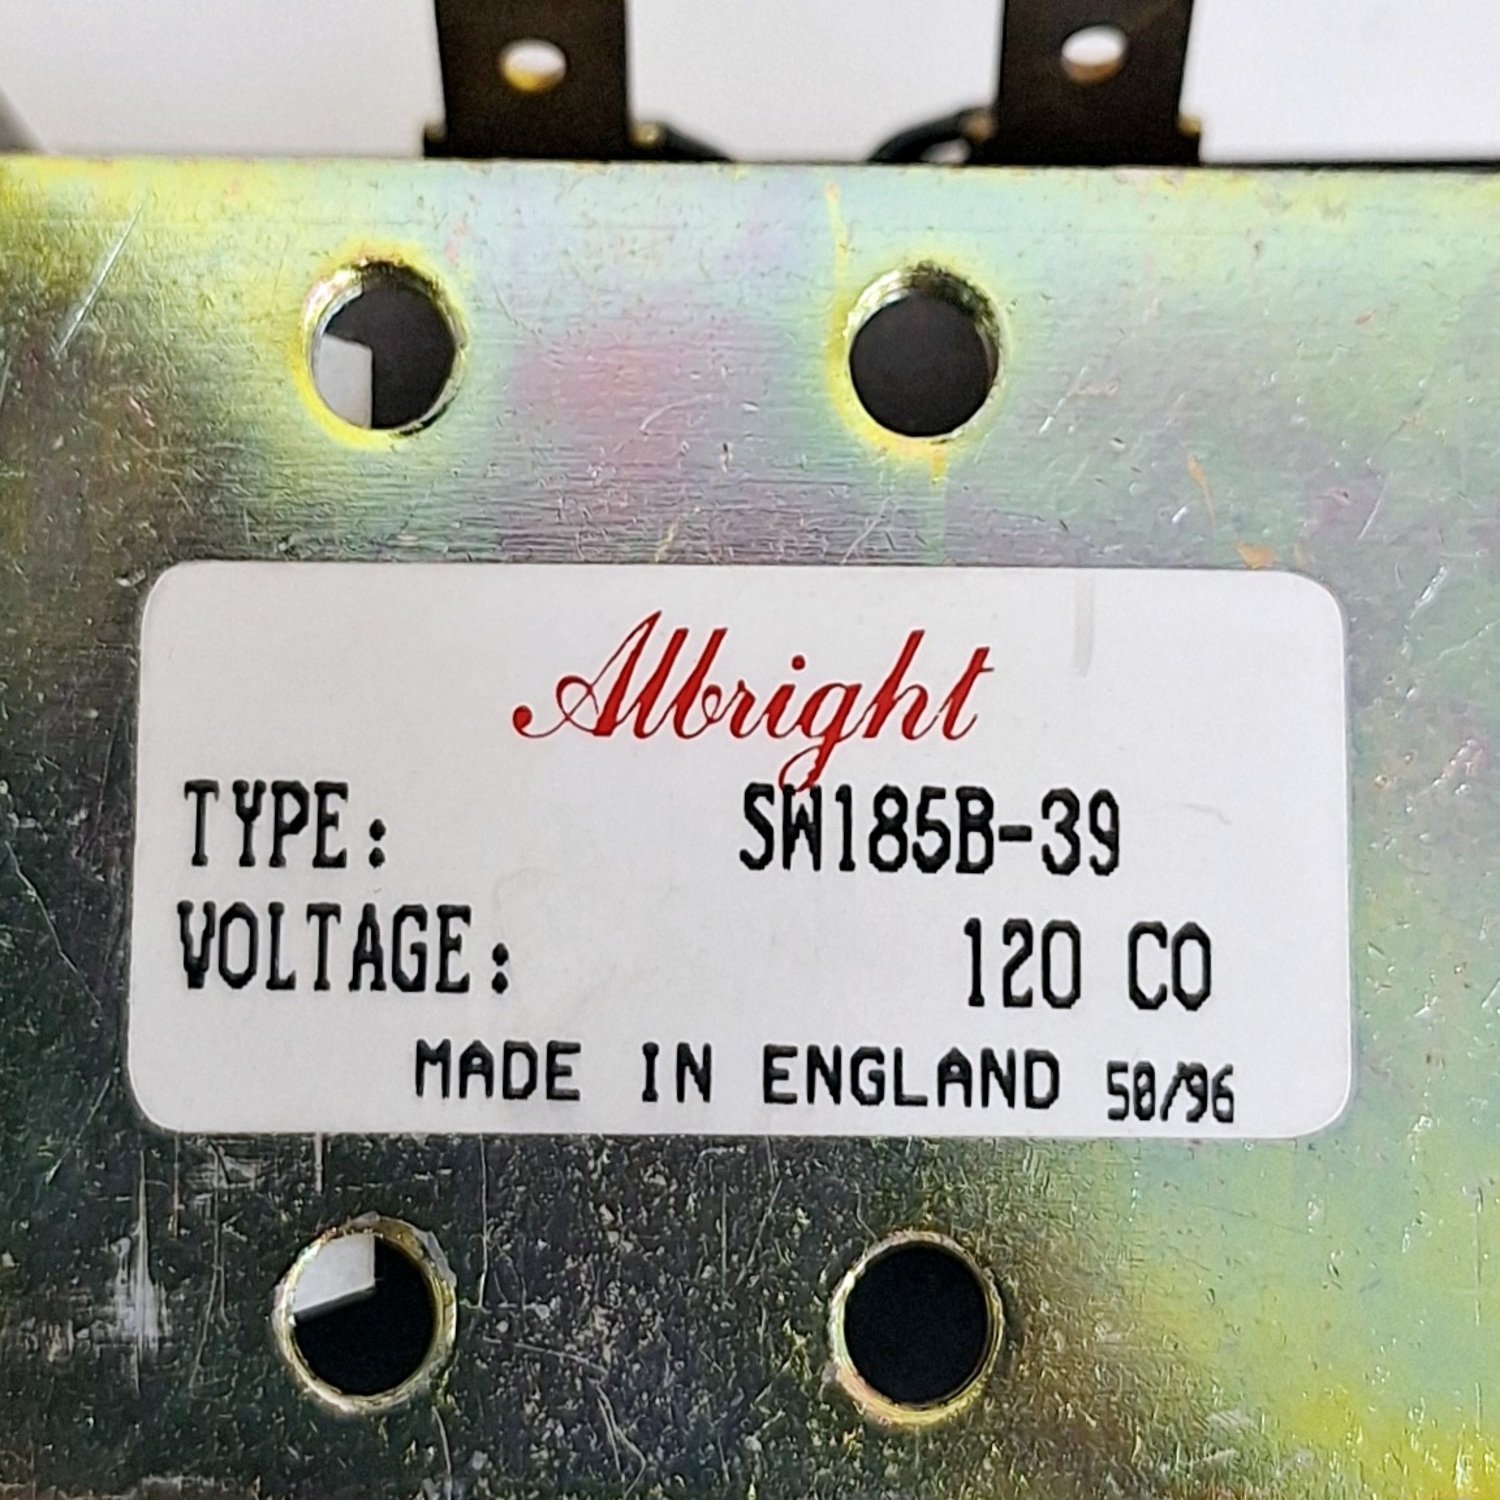 Albright
TYPE: SW185B-39
VOLTAGE: 120 CO
MADE IN ENGLAND 50/96